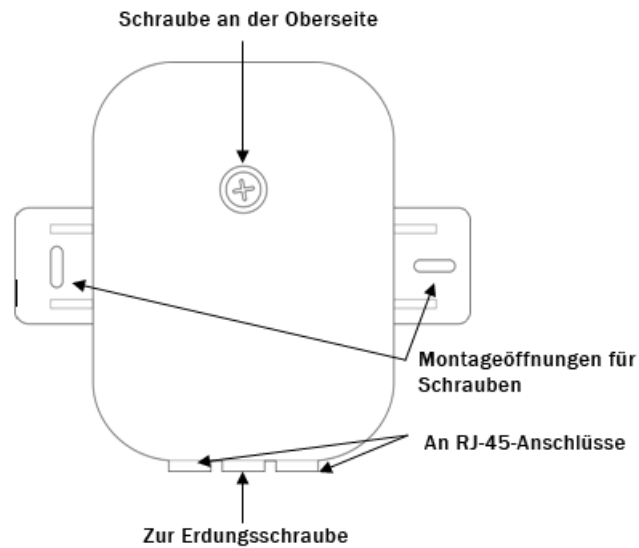 Schraube an der Oberseite
Montageöffnungen für
Schrauben
An RJ-45-Anschlüsse
Zur Erdungsschraube